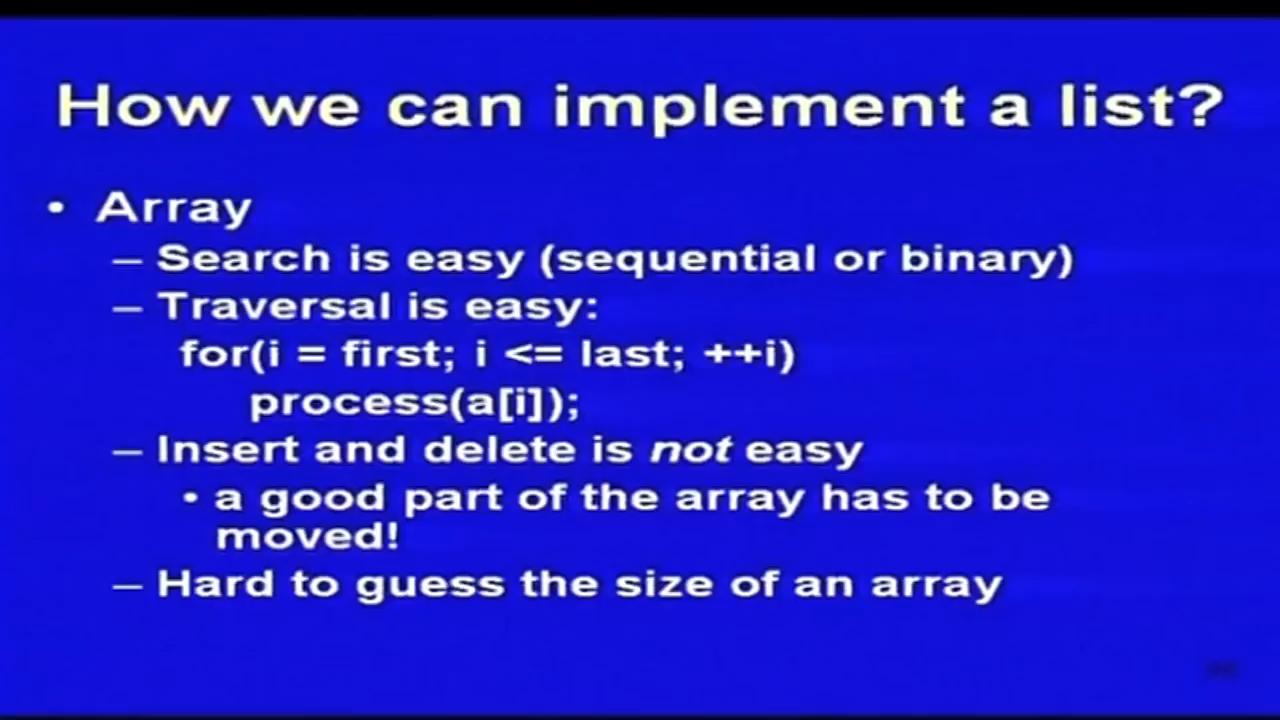 How we can implement a list?
• Array
– Search is easy (sequential or binary)
– Traversal is easy:
for(i = first; i <= last; ++i)
process(a[i]);
– Insert and delete is not easy
• a good part of the array has to be
moved!
– Hard to guess the size of an array